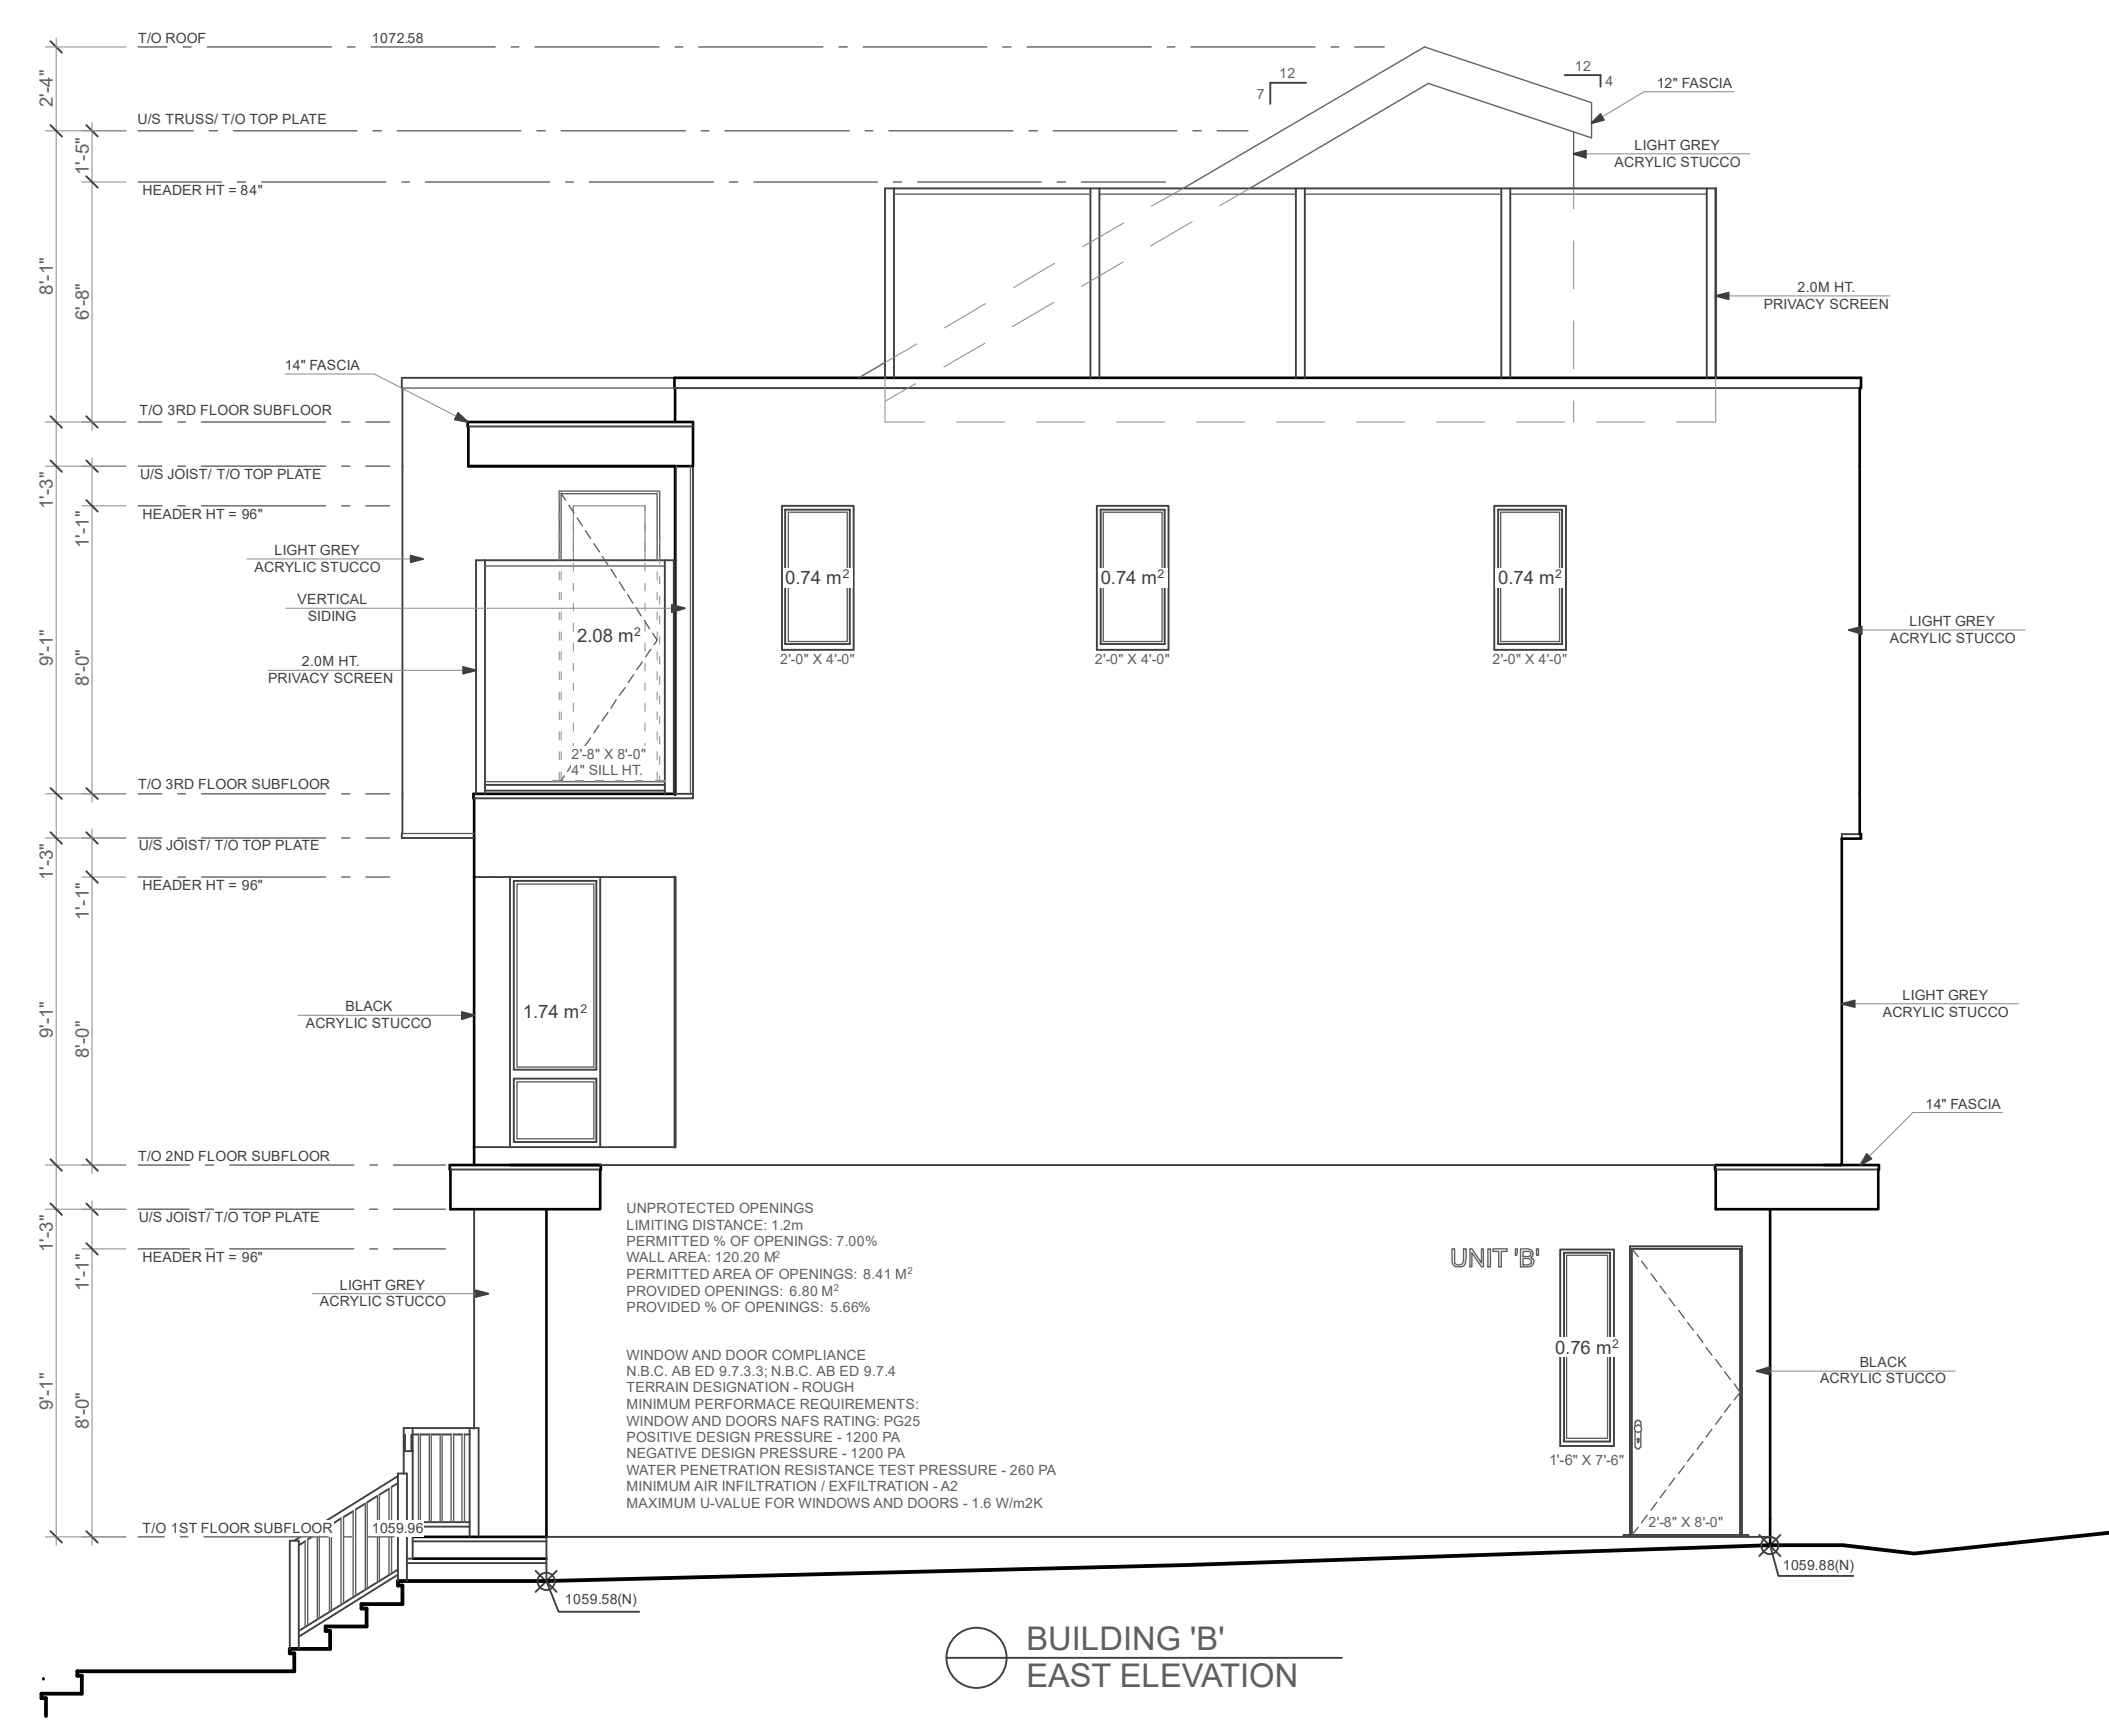 T/O ROOF 1072.58
2'-4"
12
7
12
4
12" FASCIA
U/S TRUSS/ T/O TOP PLATE
1'-5"
LIGHT GREY
ACRYLIC STUCCO
HEADER HT = 84"
8'-1"
6'-8"
2.0M HT.
PRIVACY SCREEN
14" FASCIA
T/O 3RD FLOOR SUBFLOOR
1'-3"
U/S JOIST/ T/O TOP PLATE
HEADER HT = 96"
1'-1"
LIGHT GREY
ACRYLIC STUCCO
0.74 m²
0.74 m²
0.74 m²
VERTICAL
SIDING
2.08 m²
LIGHT GREY
ACRYLIC STUCCO
9'-1"
8'-0"
2.0M HT.
PRIVACY SCREEN
2'-0" X 4'-0"
2'-0" X 4'-0"
2'-0" X 4'-0"
2'-8" X 8'-0"
4" SILL HT.
T/O 3RD FLOOR SUBFLOOR
1'-3"
U/S JOIST/ T/O TOP PLATE
HEADER HT = 96"
1'-1"
9'-1"
8'-0"
BLACK
ACRYLIC STUCCO
1.74 m²
LIGHT GREY
ACRYLIC STUCCO
14" FASCIA
T/O 2ND FLOOR SUBFLOOR
1'-3"
U/S JOIST/ T/O TOP PLATE
HEADER HT = 96"
1'-1"
LIGHT GREY
ACRYLIC STUCCO
UNPROTECTED OPENINGS
LIMITING DISTANCE: 1.2m
PERMITTED % OF OPENINGS: 7.00%
WALL AREA: 120.20 M²
PERMITTED AREA OF OPENINGS: 8.41 M²
PROVIDED OPENINGS: 6.80 M²
PROVIDED % OF OPENINGS: 5.66%
UNIT 'B'
0.76 m²
BLACK
ACRYLIC STUCCO
WINDOW AND DOOR COMPLIANCE
N.B.C. AB ED 9.7.3.3; N.B.C. AB ED 9.7.4
TERRAIN DESIGNATION - ROUGH
MINIMUM PERFORMACE REQUIREMENTS:
WINDOW AND DOORS NAFS RATING: PG25
POSITIVE DESIGN PRESSURE - 1200 PA
NEGATIVE DESIGN PRESSURE - 1200 PA
WATER PENETRATION RESISTANCE TEST PRESSURE - 260 PA
MINIMUM AIR INFILTRATION / EXFILTRATION - A2
MAXIMUM U-VALUE FOR WINDOWS AND DOORS - 1.6 W/m2K
9'-1"
8'-0"
1'-6" X 7'-6"
2'-8" X 8'-0"
T/O 1ST FLOOR SUBFLOOR 1059.96
1059.58(N)
1059.88(N)
BUILDING 'B'
EAST ELEVATION